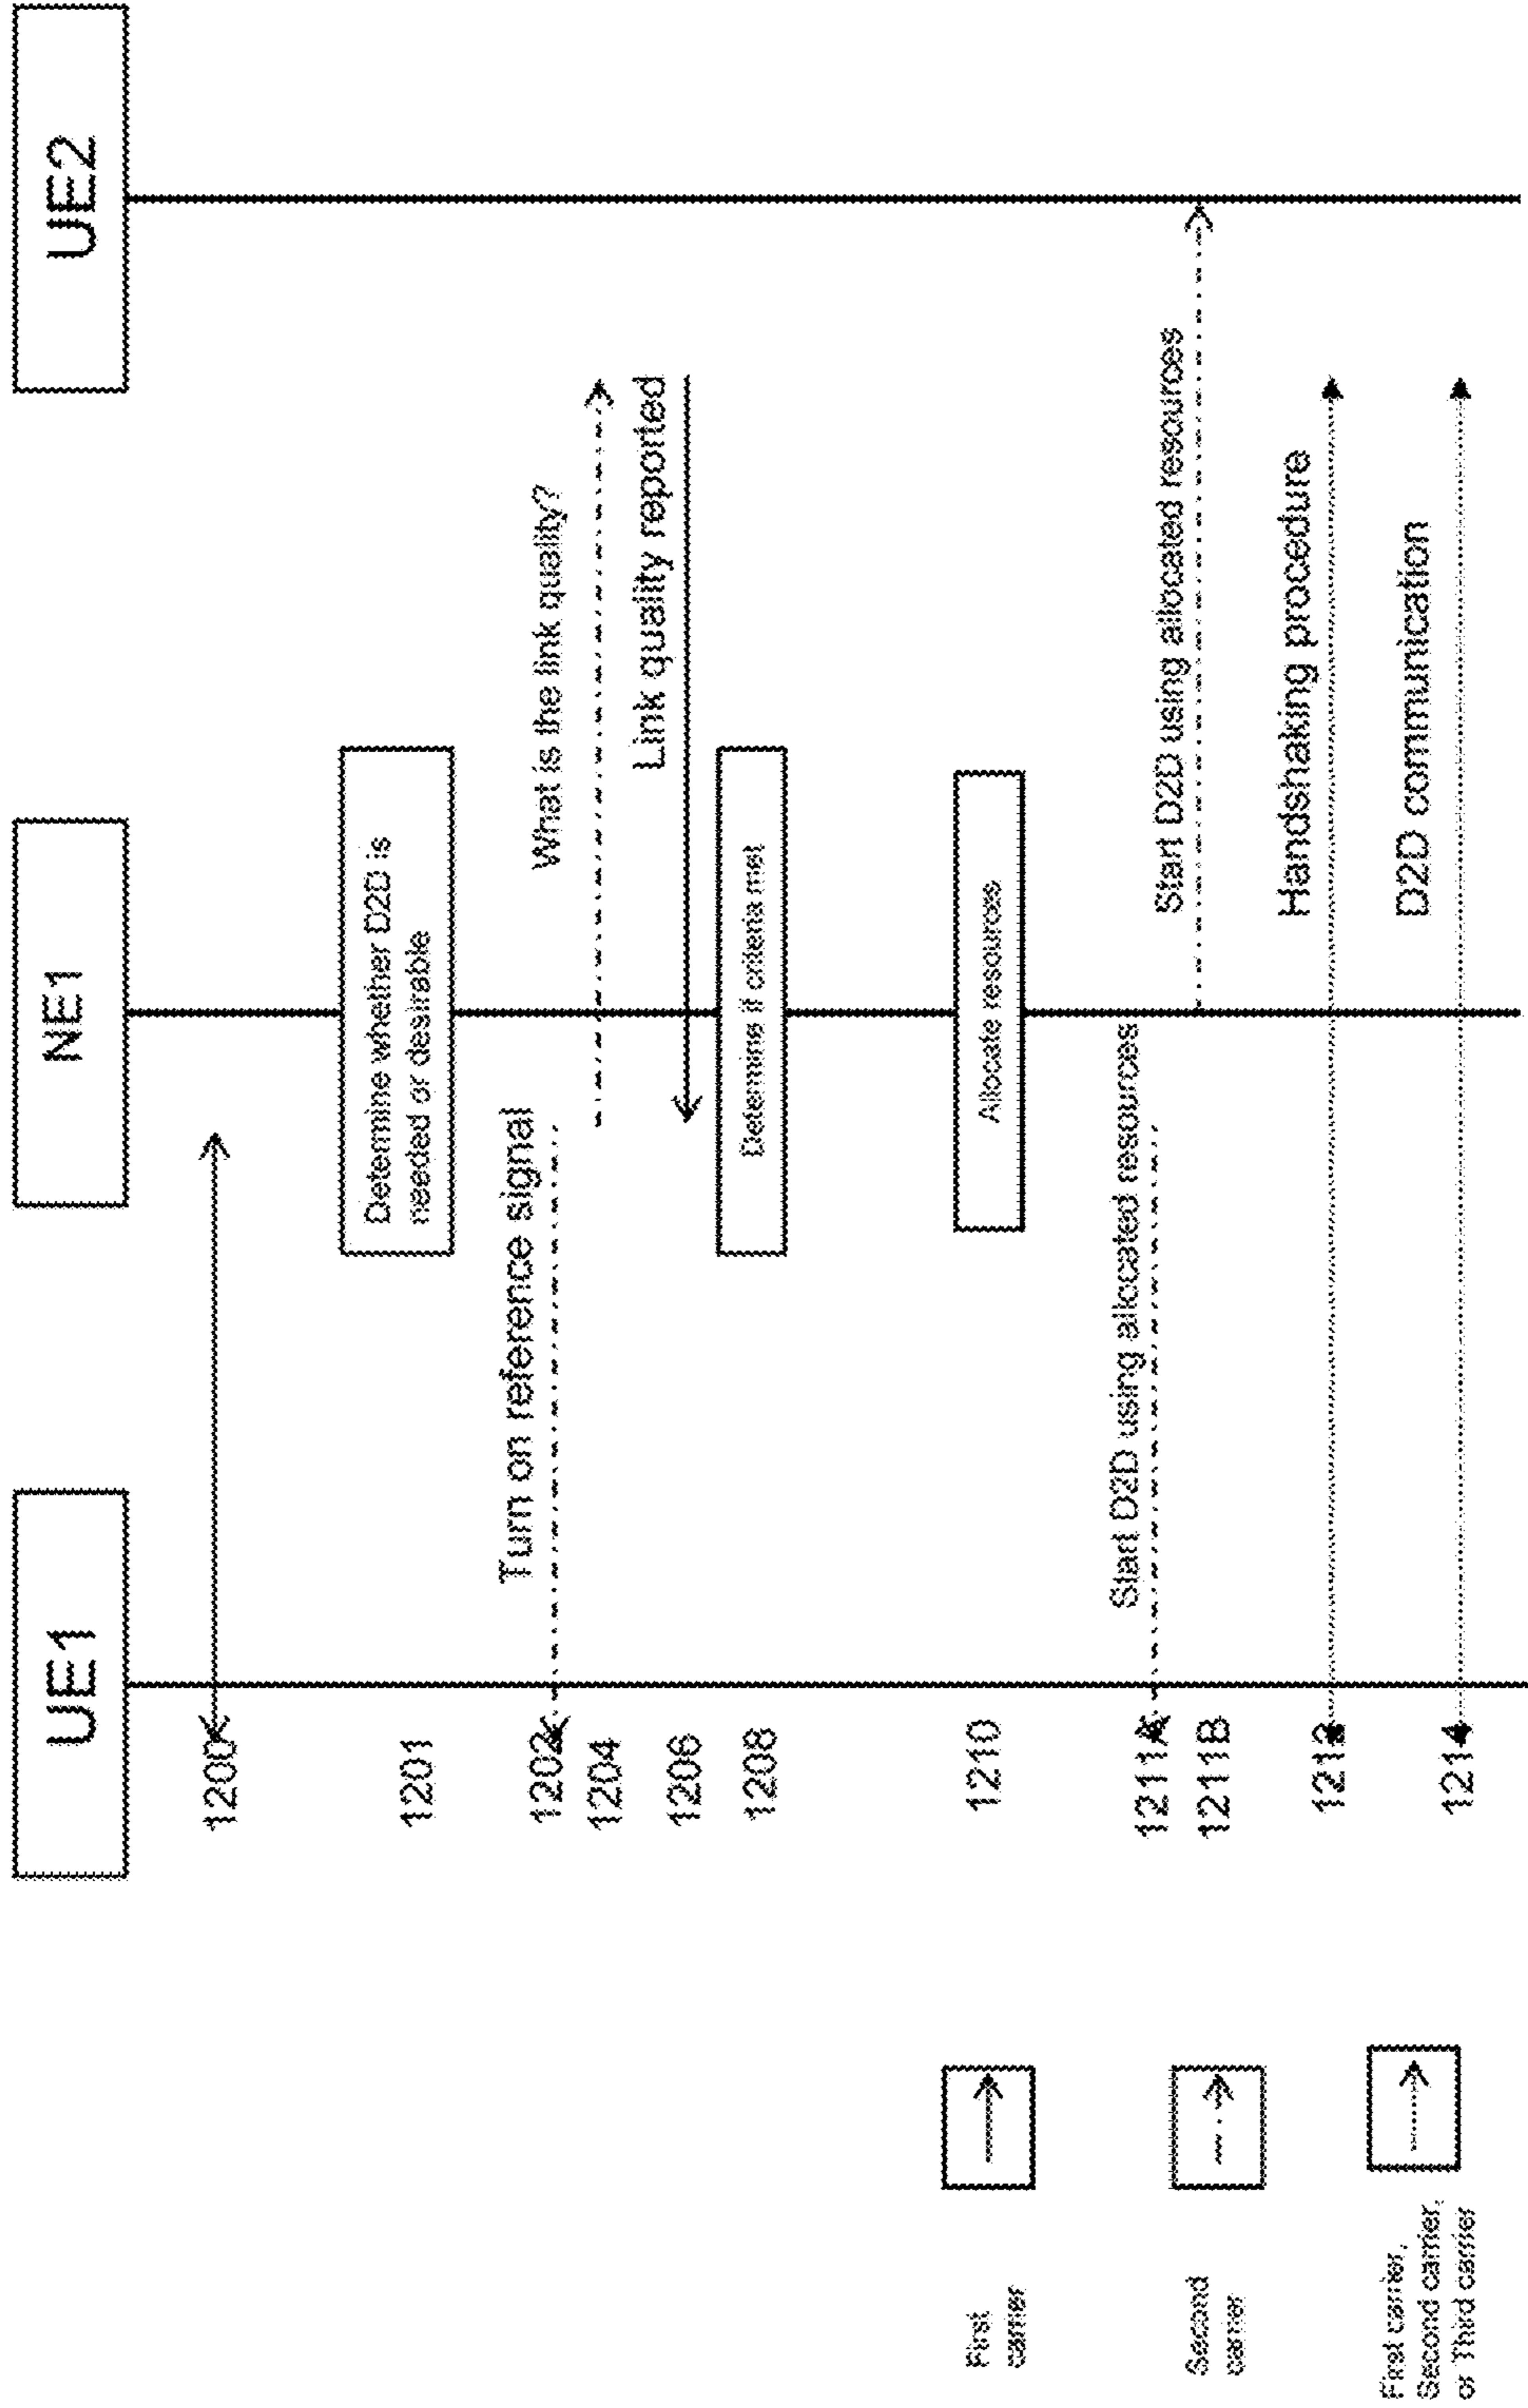 UE1
NE1
UE2
1200
1201
Determine whether D2D is
needed or desirable
1202
Turn on reference signal
1204
What is the link quality?
1206
Link quality reported
1208
Determine if criteria met
1210
Allocate resources
1211A
Start D2D using allocated resources
1211B
Start D2D using allocated resources
1212
Handshaking procedure
1214
D2D communication
First
carrier
Second
carrier
First carrier,
Second carrier,
or Third carrier